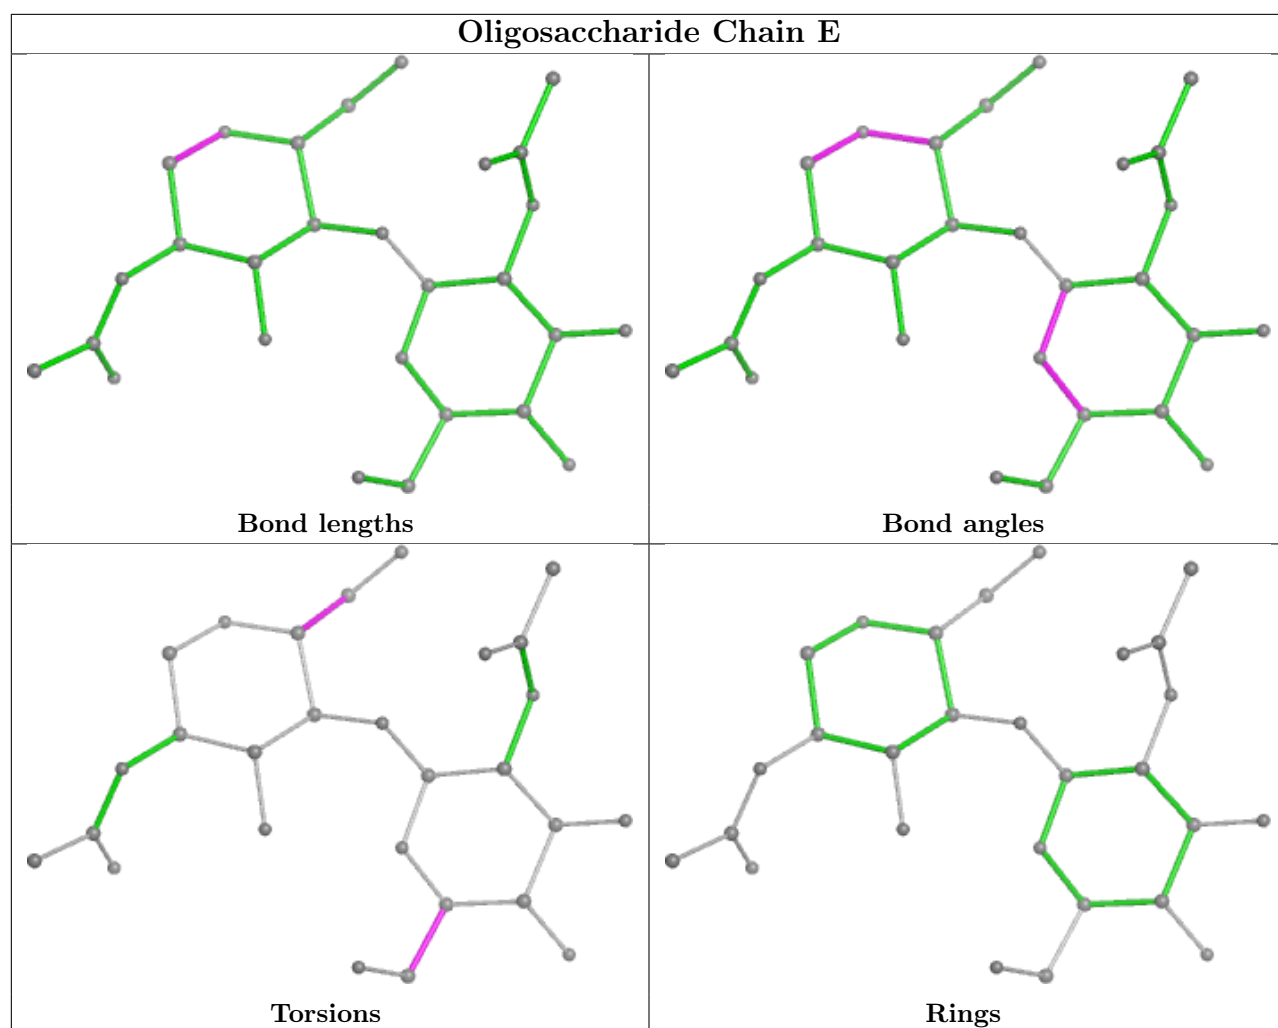 Oligosaccharide Chain E
Bond lengths
Bond angles
Torsions
Rings